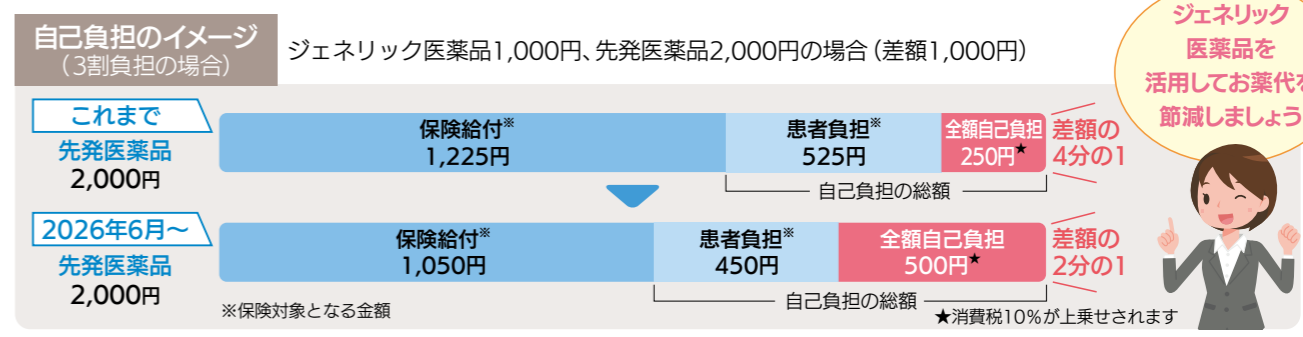 自己負担のイメージ
（3割負担の場合）
ジェネリック医薬品1,000円、先発医薬品2,000円の場合（差額1,000円）
ジェネリック
医薬品を
活用してお薬代を
節減しましょう
これまで
先発医薬品
2,000円
保険給付※
1,225円
患者負担※
525円
全額自己負担
250円★
差額の
4分の1
自己負担の総額
2026年6月～
先発医薬品
2,000円
保険給付※
1,050円
患者負担※
450円
全額自己負担
500円★
差額の
2分の1
自己負担の総額
※保険対象となる金額
★消費税10％が上乗せされます